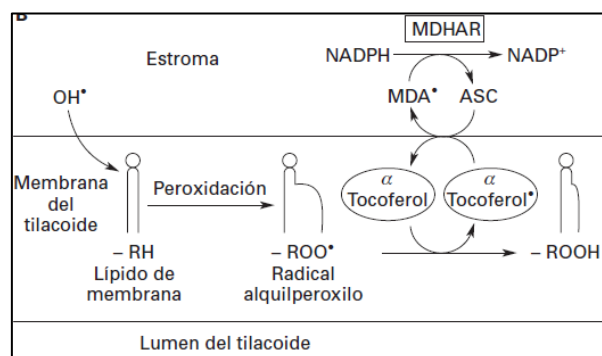 B
MDHAR
Estroma
NADPH
NADP⁺
OH•
MDA•
ASC
Membrana
del
tilacoide
Peroxidación
α
Tocoferol
α
Tocoferol•
– RH
Lípido de
membrana
– ROO•
Radical
alquilperoxilo
– ROOH
Lumen del tilacoide